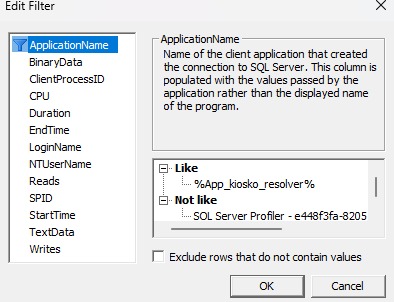 Edit Filter
ApplicationName
BinaryData
ClientProcessID
CPU
Duration
EndTime
LoginName
NTUserName
Reads
SPID
StartTime
TextData
Writes
ApplicationName
Name of the client application that created
the connection to SQL Server. This column is
populated with the values passed by the
application rather than the displayed name
of the program.
Like
%App_kiosko_resolver%
Not like
SQL Server Profiler - e448f3fa-8205
Exclude rows that do not contain values
OK
Cancel